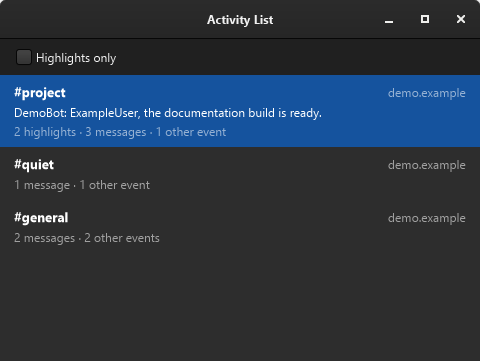 Activity List
Highlights only
#project demo.example
DemoBot: ExampleUser, the documentation build is ready.
2 highlights · 3 messages · 1 other event
#quiet demo.example
1 message · 1 other event
#general demo.example
2 messages · 2 other events